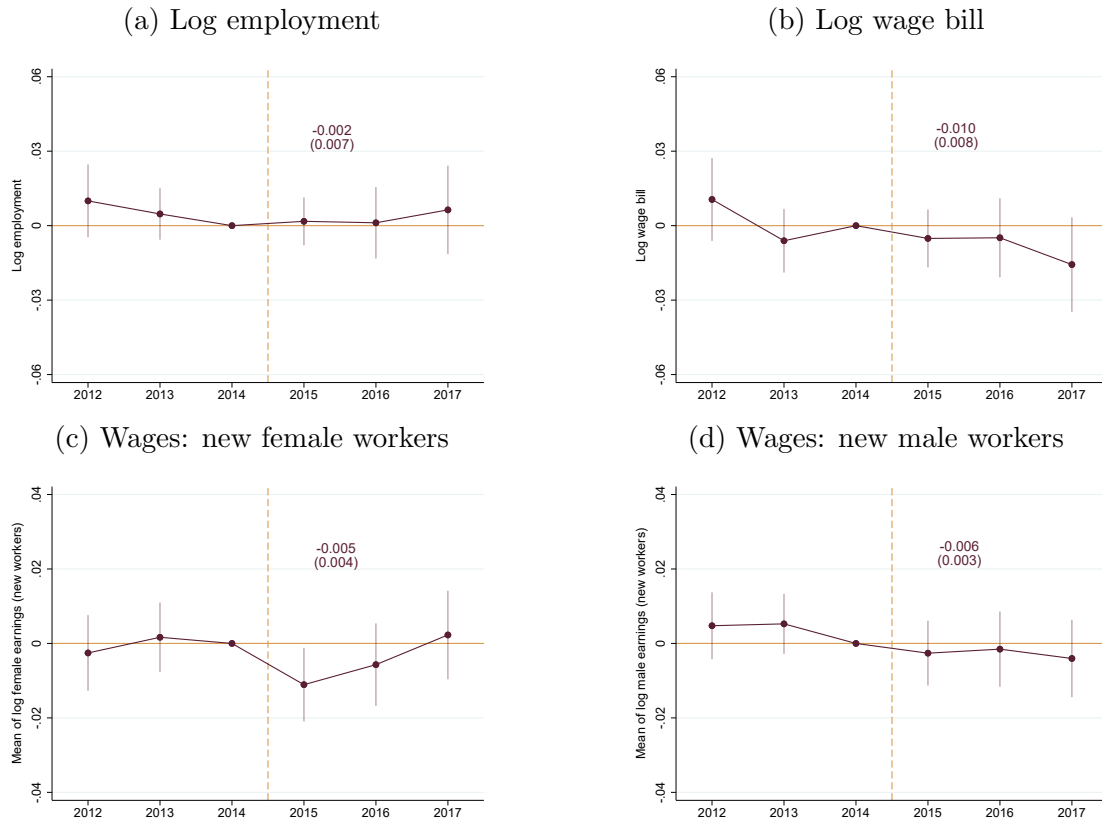 (a) Log employment
.06
.03
0
-.03
-.06
Log employment
-0.002
(0.007)
2012 2013 2014 2015 2016 2017
(b) Log wage bill
.06
.03
0
-.03
-.06
Log wage bill
-0.010
(0.008)
2012 2013 2014 2015 2016 2017
(c) Wages: new female workers
.04
.02
0
-.02
-.04
Mean of log female earnings (new workers)
-0.005
(0.004)
2012 2013 2014 2015 2016 2017
(d) Wages: new male workers
.04
.02
0
-.02
-.04
Mean of log male earnings (new workers)
-0.006
(0.003)
2012 2013 2014 2015 2016 2017